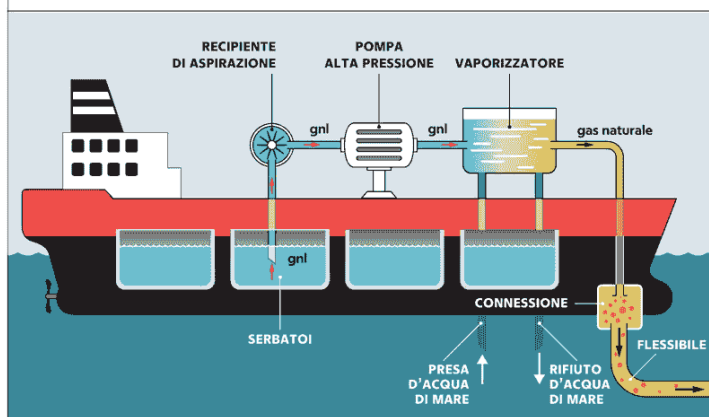 RECIPIENTE
DI ASPIRAZIONE
POMPA
ALTA PRESSIONE
VAPORIZZATORE
gnl
gnl
gas naturale
gnl
SERBATOI
CONNESSIONE
FLESSIBILE
PRESA
D'ACQUA
DI MARE
RIFIUTO
D'ACQUA
DI MARE